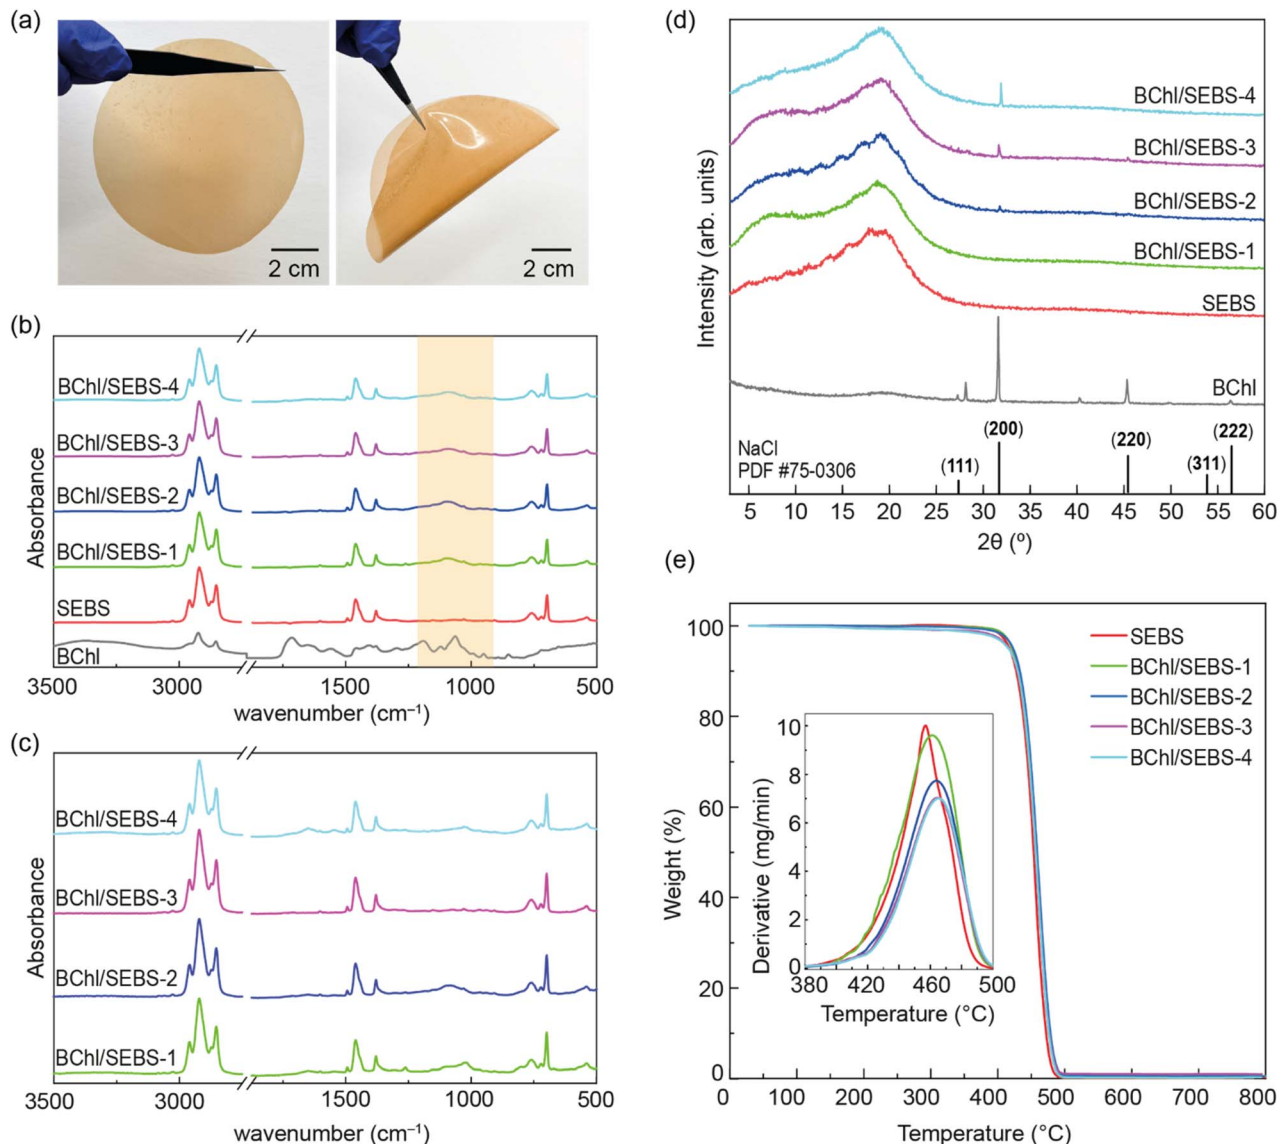 (a)
2 cm
2 cm
(b)
BChl/SEBS-4
BChl/SEBS-3
BChl/SEBS-2
BChl/SEBS-1
SEBS
BChl
Absorbance
3500
3000
1500
1000
500
wavenumber (cm⁻¹)
(c)
BChl/SEBS-4
BChl/SEBS-3
BChl/SEBS-2
BChl/SEBS-1
Absorbance
3500
3000
1500
1000
500
wavenumber (cm⁻¹)
(d)
BChl/SEBS-4
BChl/SEBS-3
BChl/SEBS-2
BChl/SEBS-1
SEBS
BChl
Intensity (arb. units)
NaCl
PDF #75-0306
(111)
(200)
(220)
(311)
(222)
5
10
15
20
25
30
35
40
45
50
55
60
2θ (º)
(e)
100
80
60
40
20
0
Weight (%)
SEBS
BChl/SEBS-1
BChl/SEBS-2
BChl/SEBS-3
BChl/SEBS-4
10
8
6
4
2
0
Derivative (mg/min)
380
420
460
500
Temperature (°C)
0
100
200
300
400
500
600
700
800
Temperature (°C)